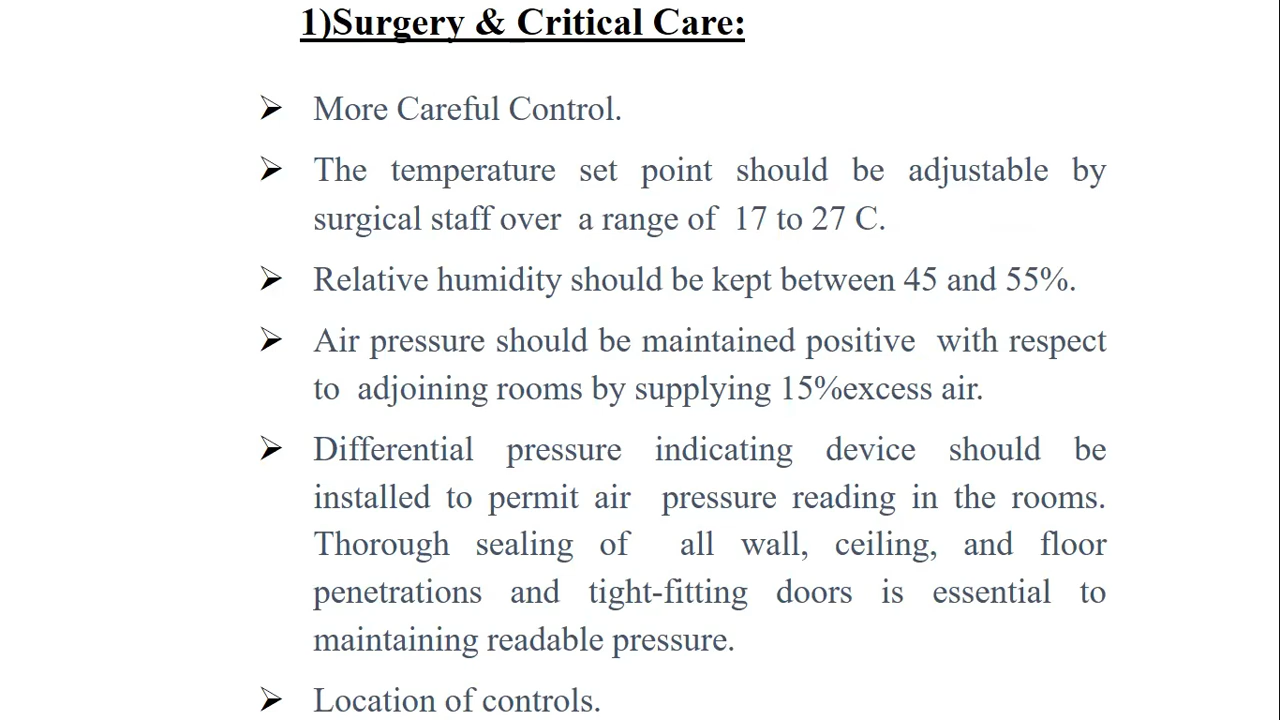 1)Surgery & Critical Care:
➢ More Careful Control.
➢ The temperature set point should be adjustable by
surgical staff over a range of 17 to 27 C.
➢ Relative humidity should be kept between 45 and 55%.
➢ Air pressure should be maintained positive with respect
to adjoining rooms by supplying 15%excess air.
➢ Differential pressure indicating device should be
installed to permit air pressure reading in the rooms.
Thorough sealing of all wall, ceiling, and floor
penetrations and tight-fitting doors is essential to
maintaining readable pressure.
➢ Location of controls.